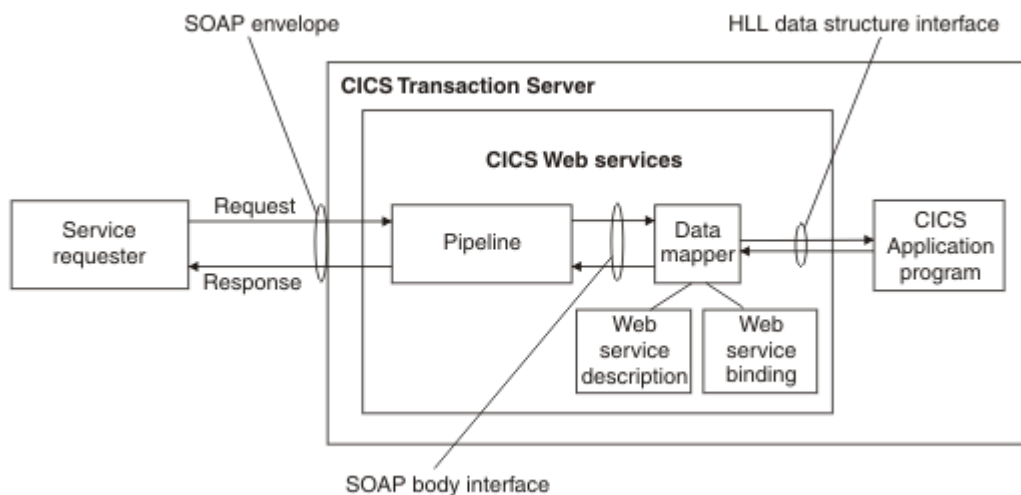 SOAP envelope
HLL data structure interface
CICS Transaction Server
CICS Web services
Request
Response
Service
requester
Pipeline
Data
mapper
CICS
Application
program
Web
service
description
Web
service
binding
SOAP body interface